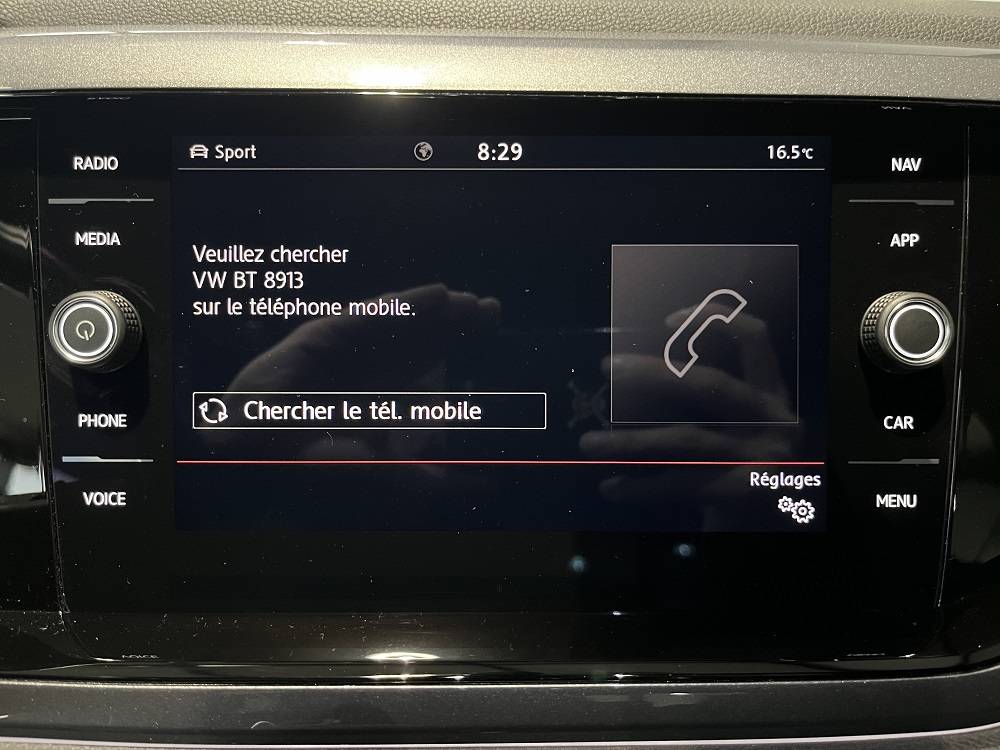 RADIO
MEDIA
PHONE
VOICE
Sport
8:29
16.5°C
Veuillez chercher
VW BT 8913
sur le téléphone mobile.
Chercher le tél. mobile
Réglages
NAV
APP
CAR
MENU